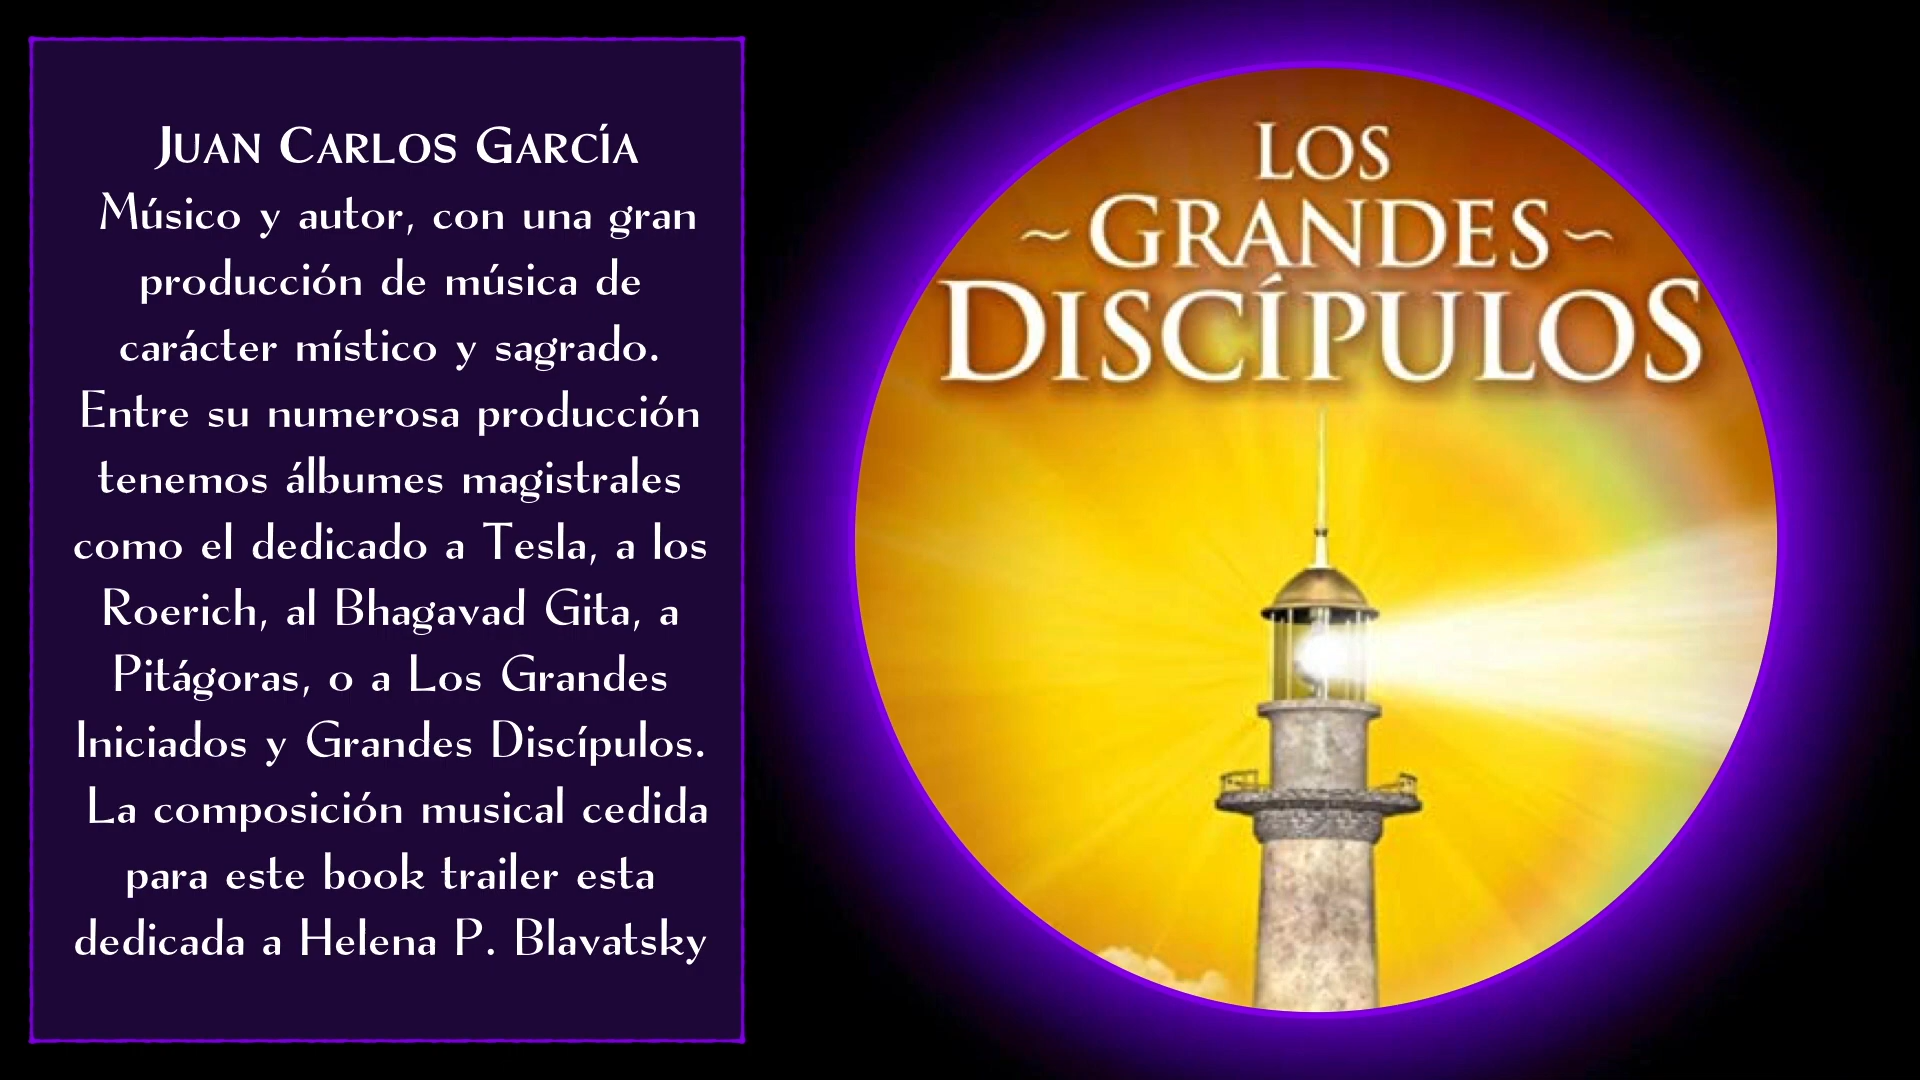 Juan Carlos García
Músico y autor, con una gran
producción de música de
carácter místico y sagrado.
Entre su numerosa producción
tenemos álbumes magistrales
como el dedicado a Tesla, a los
Roerich, al Bhagavad Gita, a
Pitágoras, o a Los Grandes
Iniciados y Grandes Discípulos.
La composición musical cedida
para este book trailer esta
dedicada a Helena P. Blavatsky
LOS
~GRANDES~
DISCÍPULOS